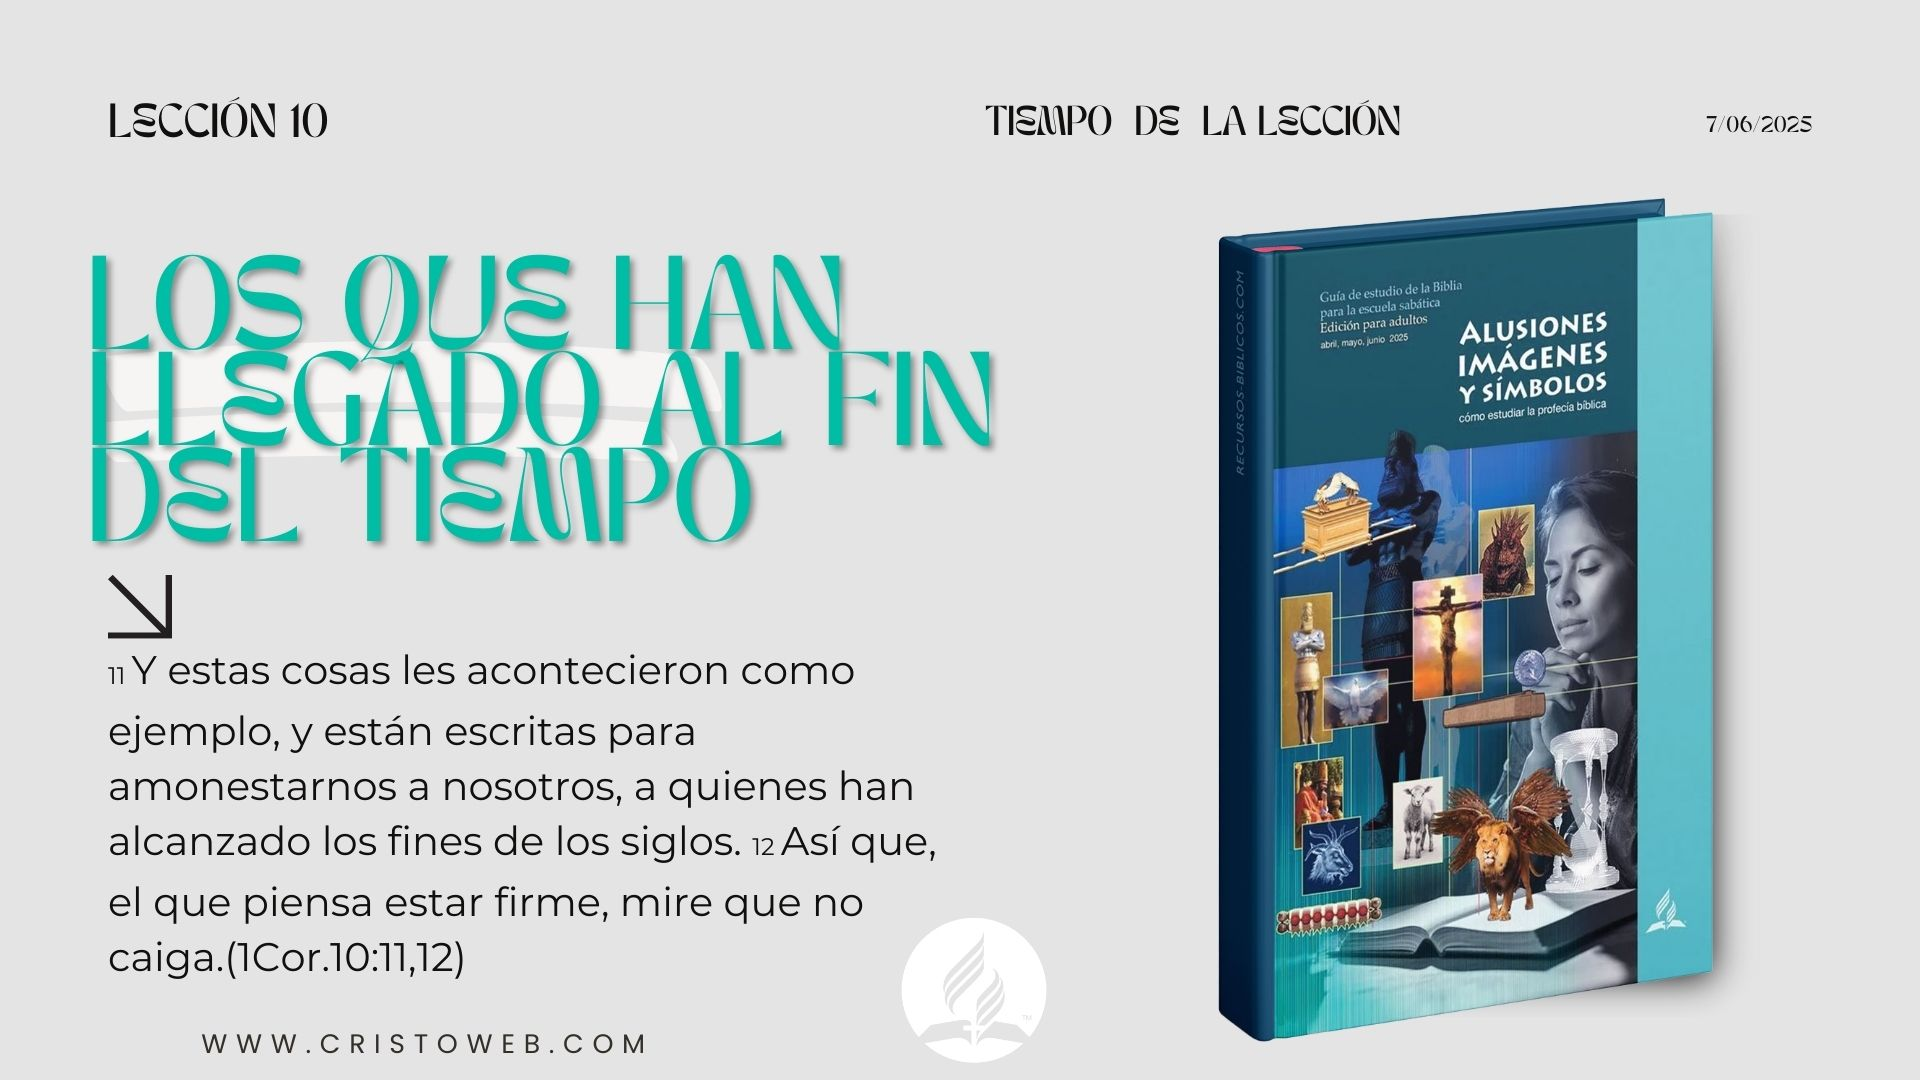 LECCIÓN 10
TIEMPO DE LA LECCIÓN
7/06/2025
LOS QUE HAN
LLEGADO AL FIN
DEL TIEMPO
11 Y estas cosas les acontecieron como
ejemplo, y están escritas para
amonestarnos a nosotros, a quienes han
alcanzado los fines de los siglos. 12 Así que,
el que piensa estar firme, mire que no
caiga.(1Cor.10:11,12)
WWW.CRISTOWEB.COM
TM
RECURSOS-BIBLICOS.COM
Guía de estudio de la Biblia
para la escuela sabática
Edición para adultos
abril, mayo, junio 2025
ALUSIONES
IMÁGENES
Y SÍMBOLOS
cómo estudiar la profecía bíblica